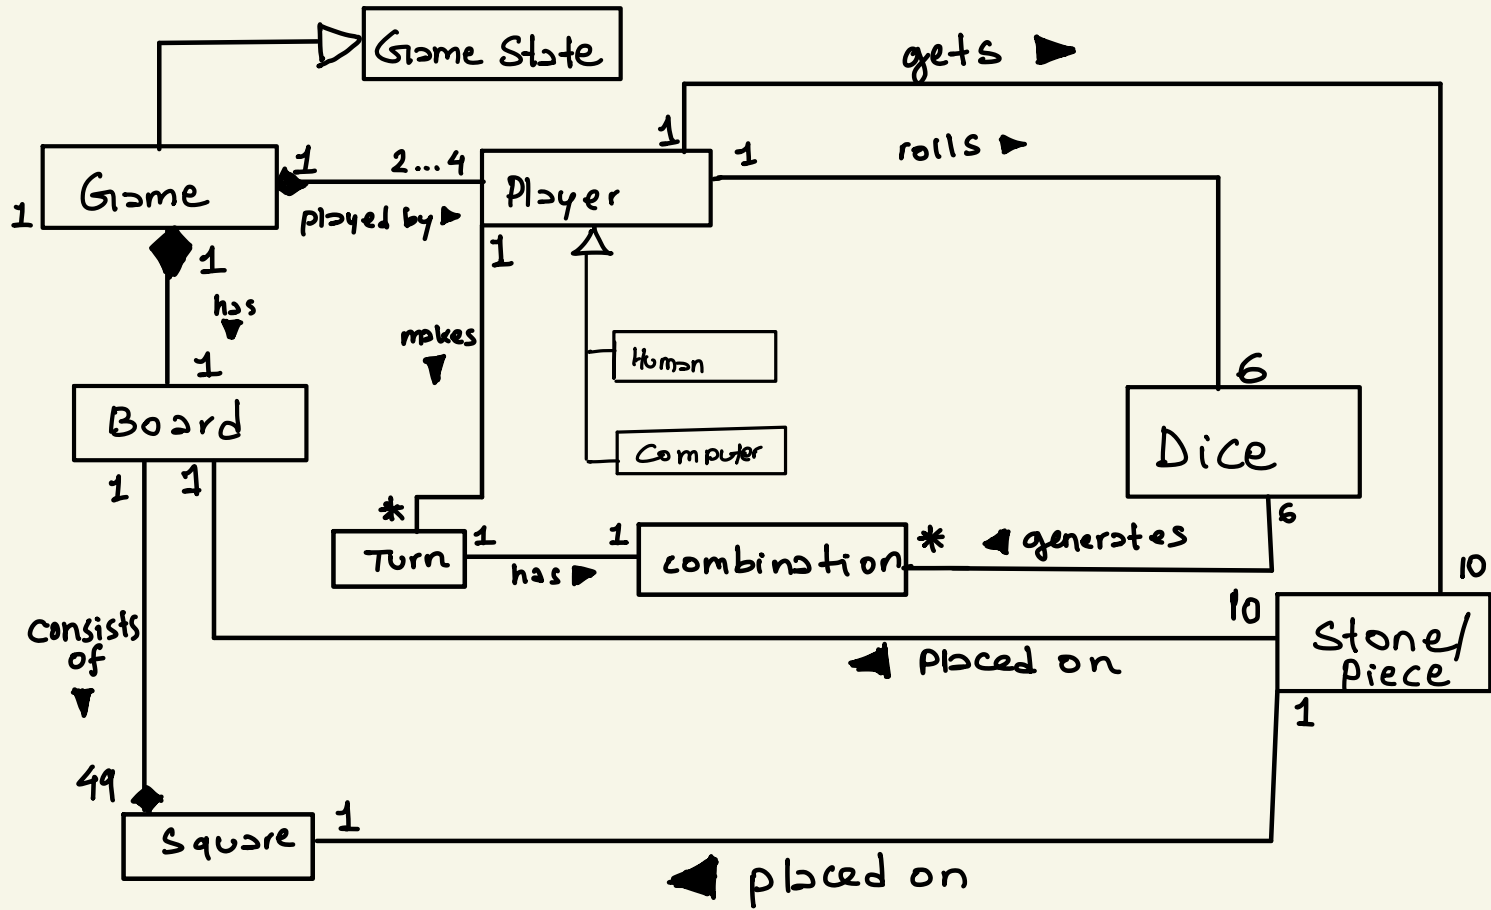 Game State
gets
1
1
rolls
Game
1
2...4
Player
played by
1
1
1
has
makes
Human
1
6
Board
Computer
Dice
1
1
*
6
Turn
1
1
combination
*
generates
has
10
10
consists
of
Stone/
Piece
placed on
1
49
1
Square
placed on